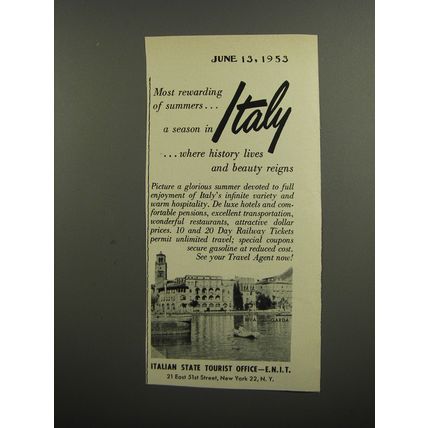 JUNE 13, 1953
Most rewarding
of summers...
a season in Italy
...where history lives
and beauty reigns
Picture a glorious summer devoted to full
enjoyment of Italy's infinite variety and
warm hospitality. De luxe hotels and com-
fortable pensions, excellent transportation,
wonderful restaurants, attractive dollar
prices. 10 and 20 Day Railway Tickets
permit unlimited travel; special coupons
secure gasoline at reduced cost.
See your Travel Agent now!
RIVA GARDA
ITALIAN STATE TOURIST OFFICE—E.N.I.T.
21 East 51st Street, New York 22, N. Y.